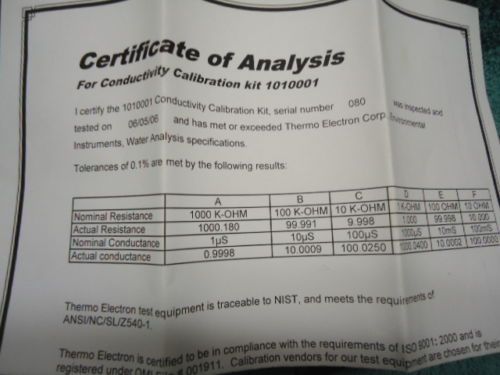 Certificate of Analysis
For Conductivity Calibration kit 1010001
I certify the 1010001 Conductivity Calibration Kit, serial number 080 was inspected and
tested on 06/05/06 and has met or exceeded Thermo Electron Corp. Environmental
Instruments, Water Analysis specifications.
Tolerances of 0.1% are met by the following results:
A B C D E F
Nominal Resistance 1000 K-OHM 100 K-OHM 10 K-OHM 1 K-OHM 100 OHM 10 OHM
Actual Resistance 1000.180 99.991 9.998 1.000 99.998 10.000
Nominal Conductance 1µS 10µS 100µS 1000µS 10mS 100mS
Actual conductance 0.9998 10.0009 100.0250 1000.0400 10.0002
Thermo Electron test equipment is traceable to NIST, and meets the requirements of
ANSI/NC/SL/Z540-1.
Thermo Electron is certified to be in compliance with the requirements of ISO 9001: 2000 and is
registered under 001911. Calibration vendors for our test equipment are chosen for their